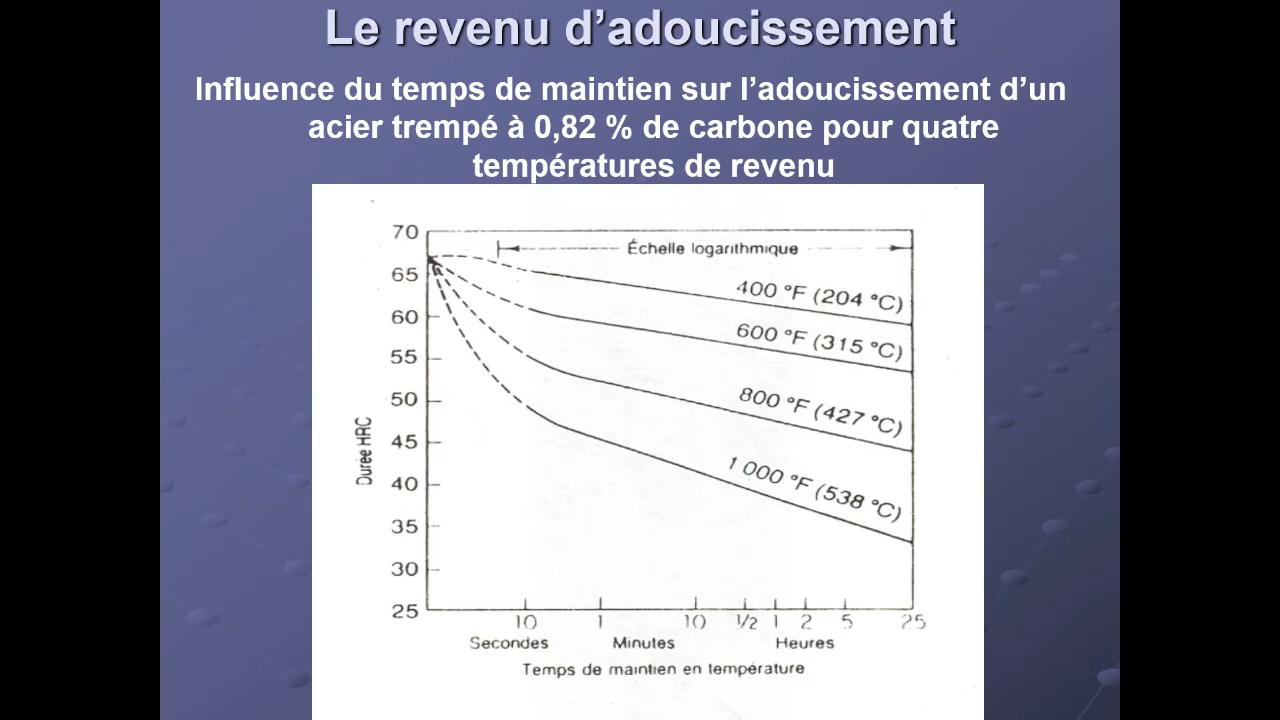 Le revenu d’adoucissement
Influence du temps de maintien sur l’adoucissement d’un
acier trempé à 0,82 % de carbone pour quatre
températures de revenu
70
65
60
55
50
45
40
35
30
25
Durée HRC
Échelle logarithmique
400 °F (204 °C)
600 °F (315 °C)
800 °F (427 °C)
1 000 °F (538 °C)
10 1 10 1/2 1 2 5 25
Secondes Minutes Heures
Temps de maintien en température